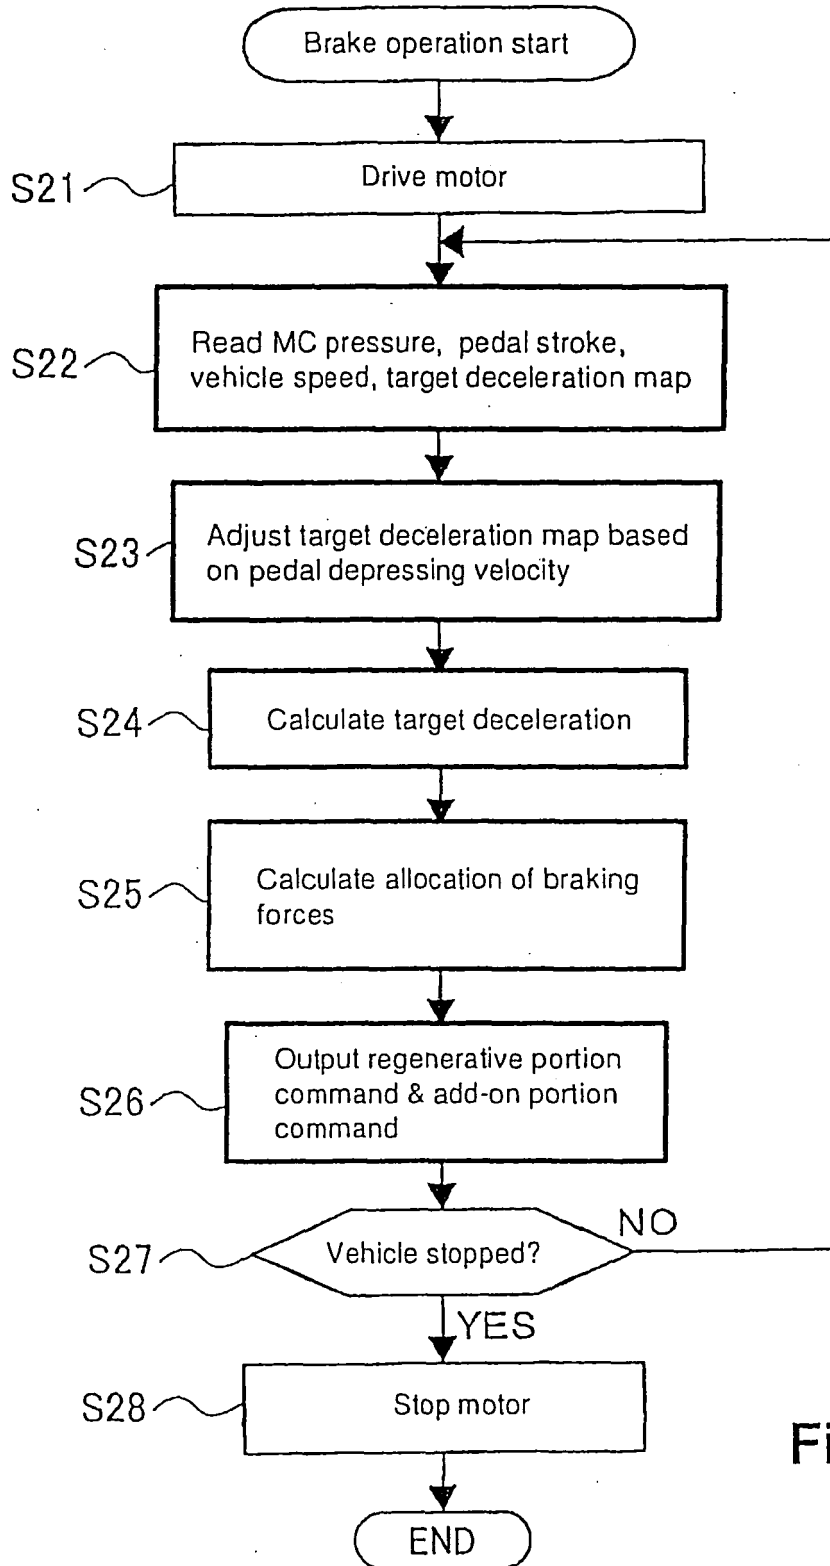 Brake operation start
S21
Drive motor
S22
Read MC pressure, pedal stroke,
vehicle speed, target deceleration map
S23
Adjust target deceleration map based
on pedal depressing velocity
S24
Calculate target deceleration
S25
Calculate allocation of braking
forces
S26
Output regenerative portion
command & add-on portion
command
S27
Vehicle stopped?
NO
YES
S28
Stop motor
Fi
END